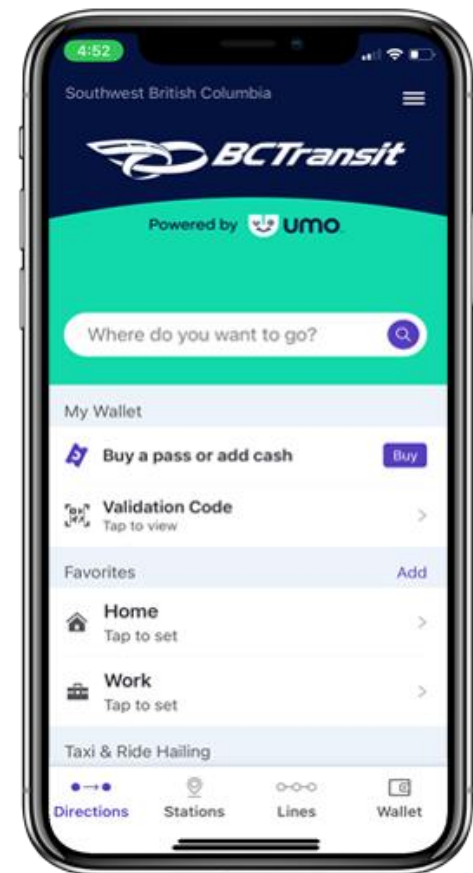 4:52
Southwest British Columbia
BCTransit
Powered by umo
Where do you want to go?
My Wallet
Buy a pass or add cash
Buy
Validation Code
Tap to view
Favorites
Add
Home
Tap to set
Work
Tap to set
Taxi & Ride Hailing
Directions
Stations
Lines
Wallet